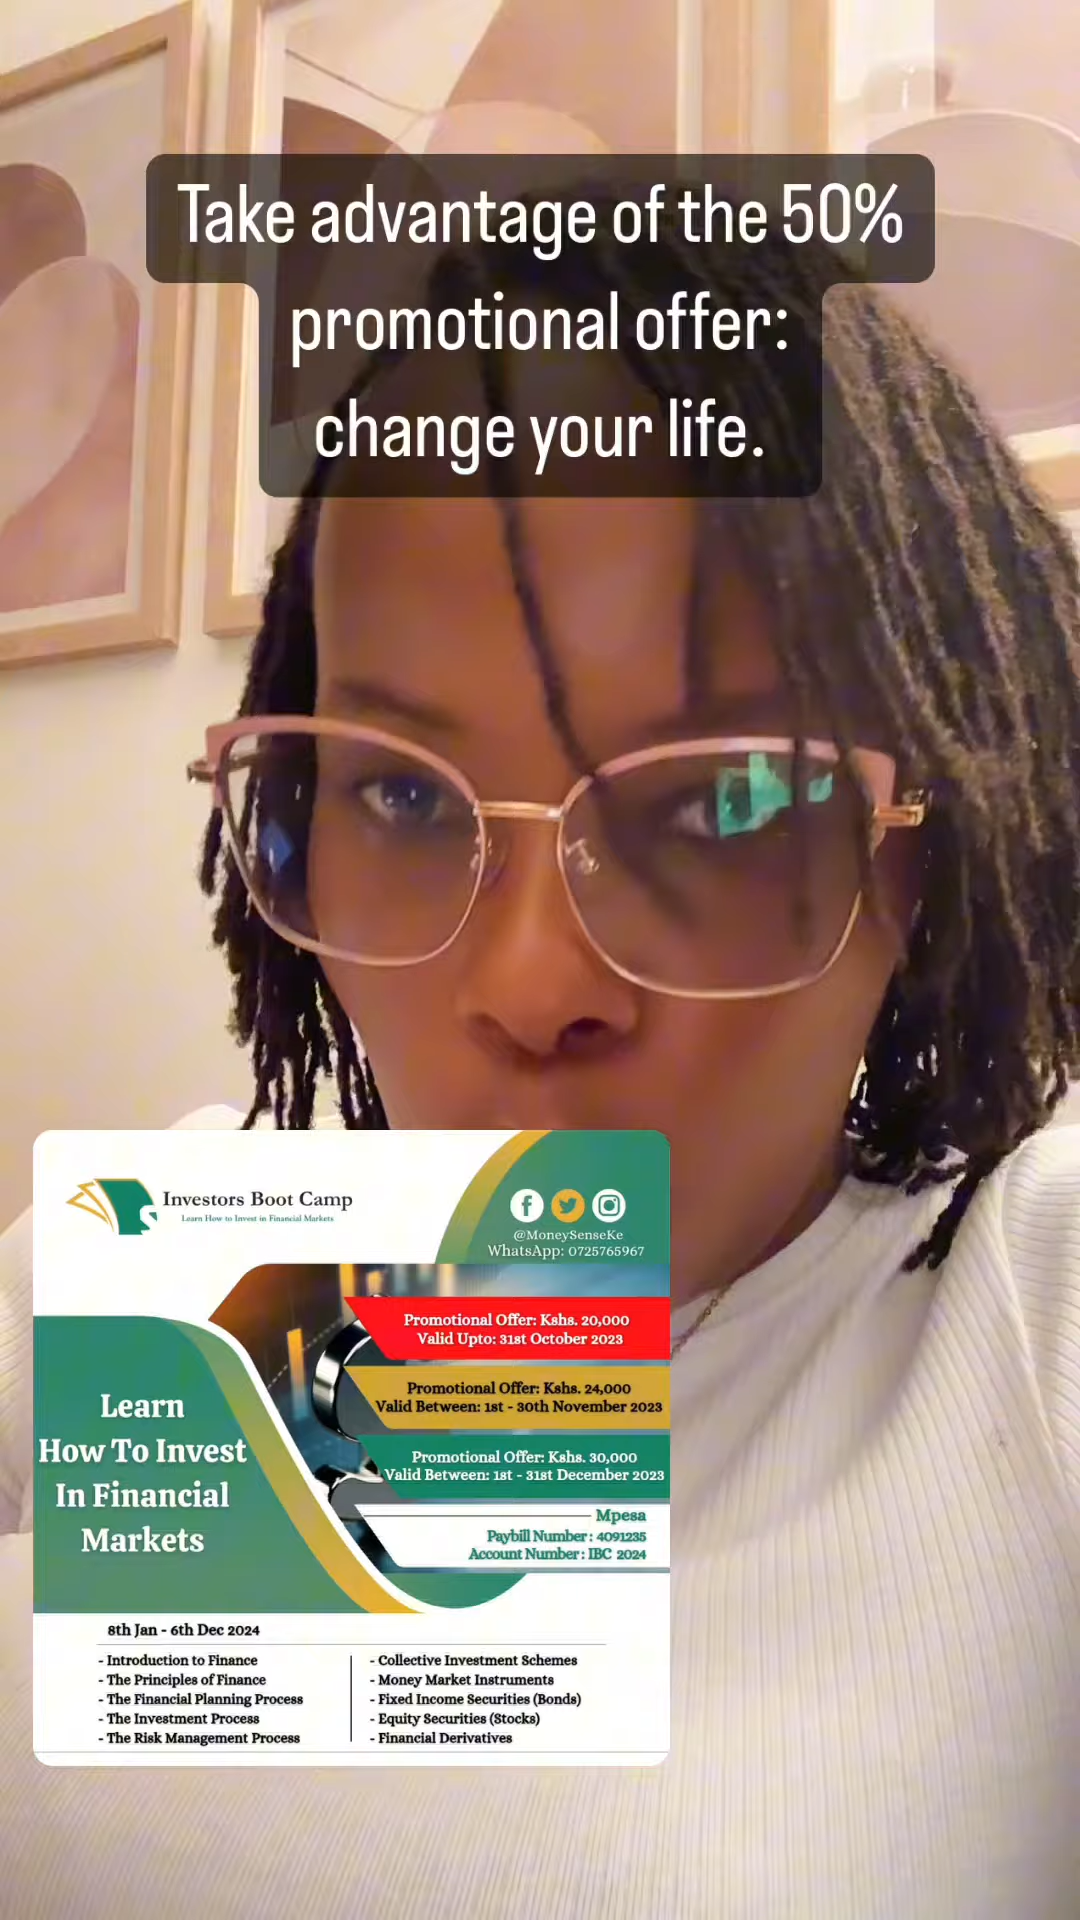 Take advantage of the 50%
promotional offer:
change your life.
Investors Boot Camp
Learn How to Invest in Financial Markets
@MoneySenseKe
WhatsApp: 0725765967
Promotional Offer: Kshs. 20,000
Valid Upto: 31st October 2023
Promotional Offer: Kshs. 24,000
Valid Between: 1st - 30th November 2023
Promotional Offer: Kshs. 30,000
Valid Between: 1st - 31st December 2023
Mpesa
Paybill Number : 4091235
Account Number : IBC 2024
Learn
How To Invest
In Financial
Markets
8th Jan - 6th Dec 2024
- Introduction to Finance
- The Principles of Finance
- The Financial Planning Process
- The Investment Process
- The Risk Management Process
- Collective Investment Schemes
- Money Market Instruments
- Fixed Income Securities (Bonds)
- Equity Securities (Stocks)
- Financial Derivatives